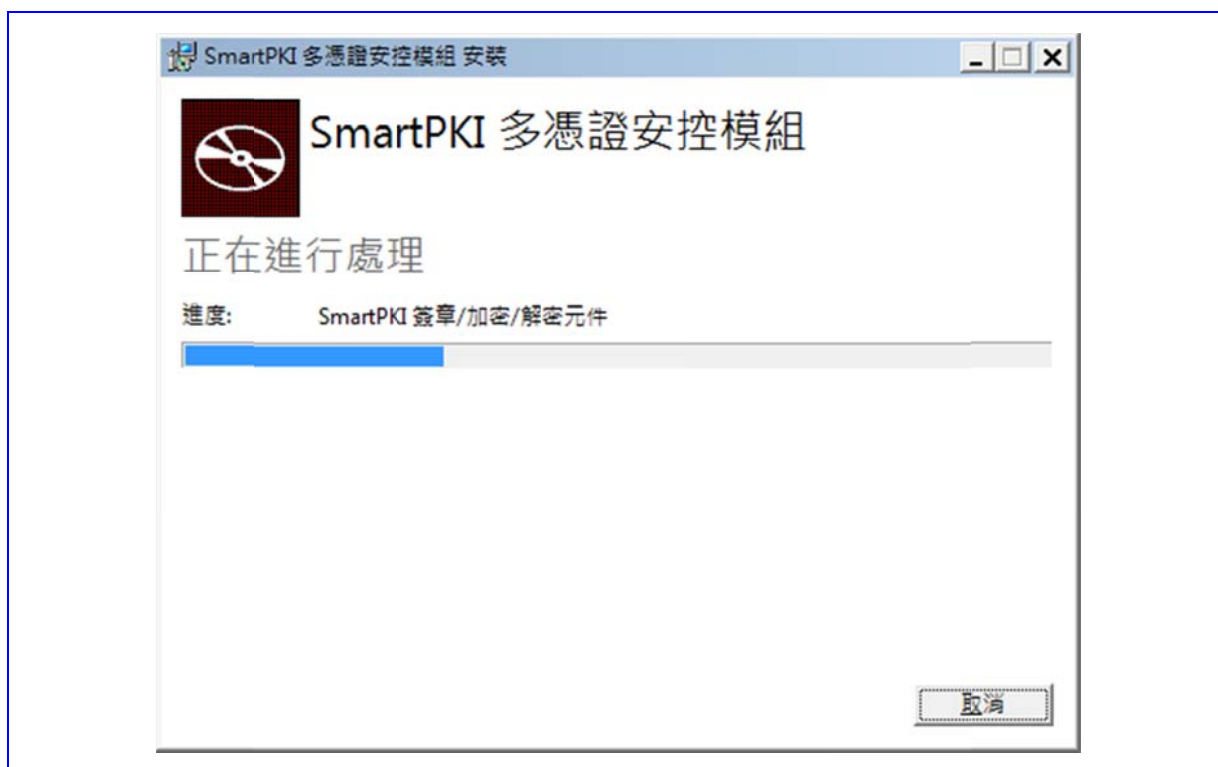 SmartPKI 多憑證安控模組 安裝
SmartPKI 多憑證安控模組
正在進行處理
進度: SmartPKI 簽章/加密/解密元件
取消